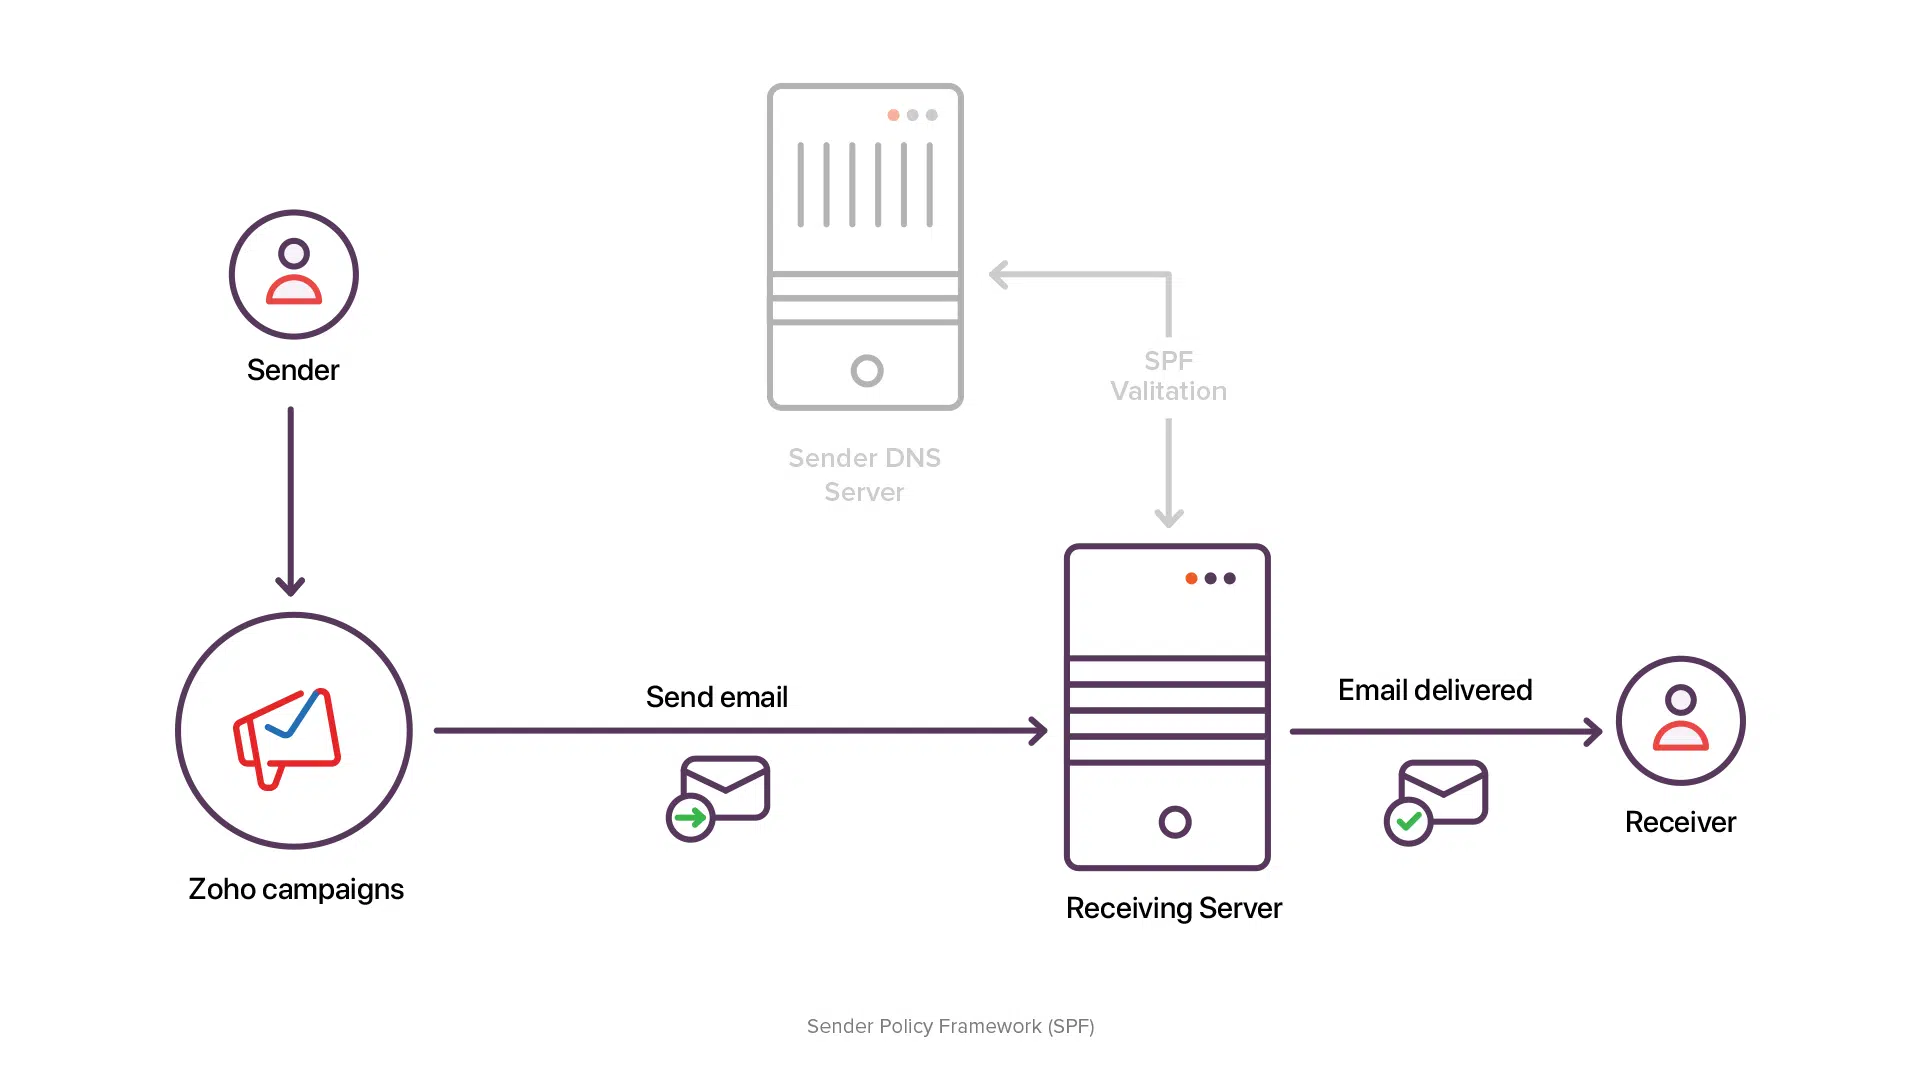 Sender
SPF
Valitation
Sender DNS
Server
Send email
Email delivered
Receiver
Zoho campaigns
Receiving Server
Sender Policy Framework (SPF)